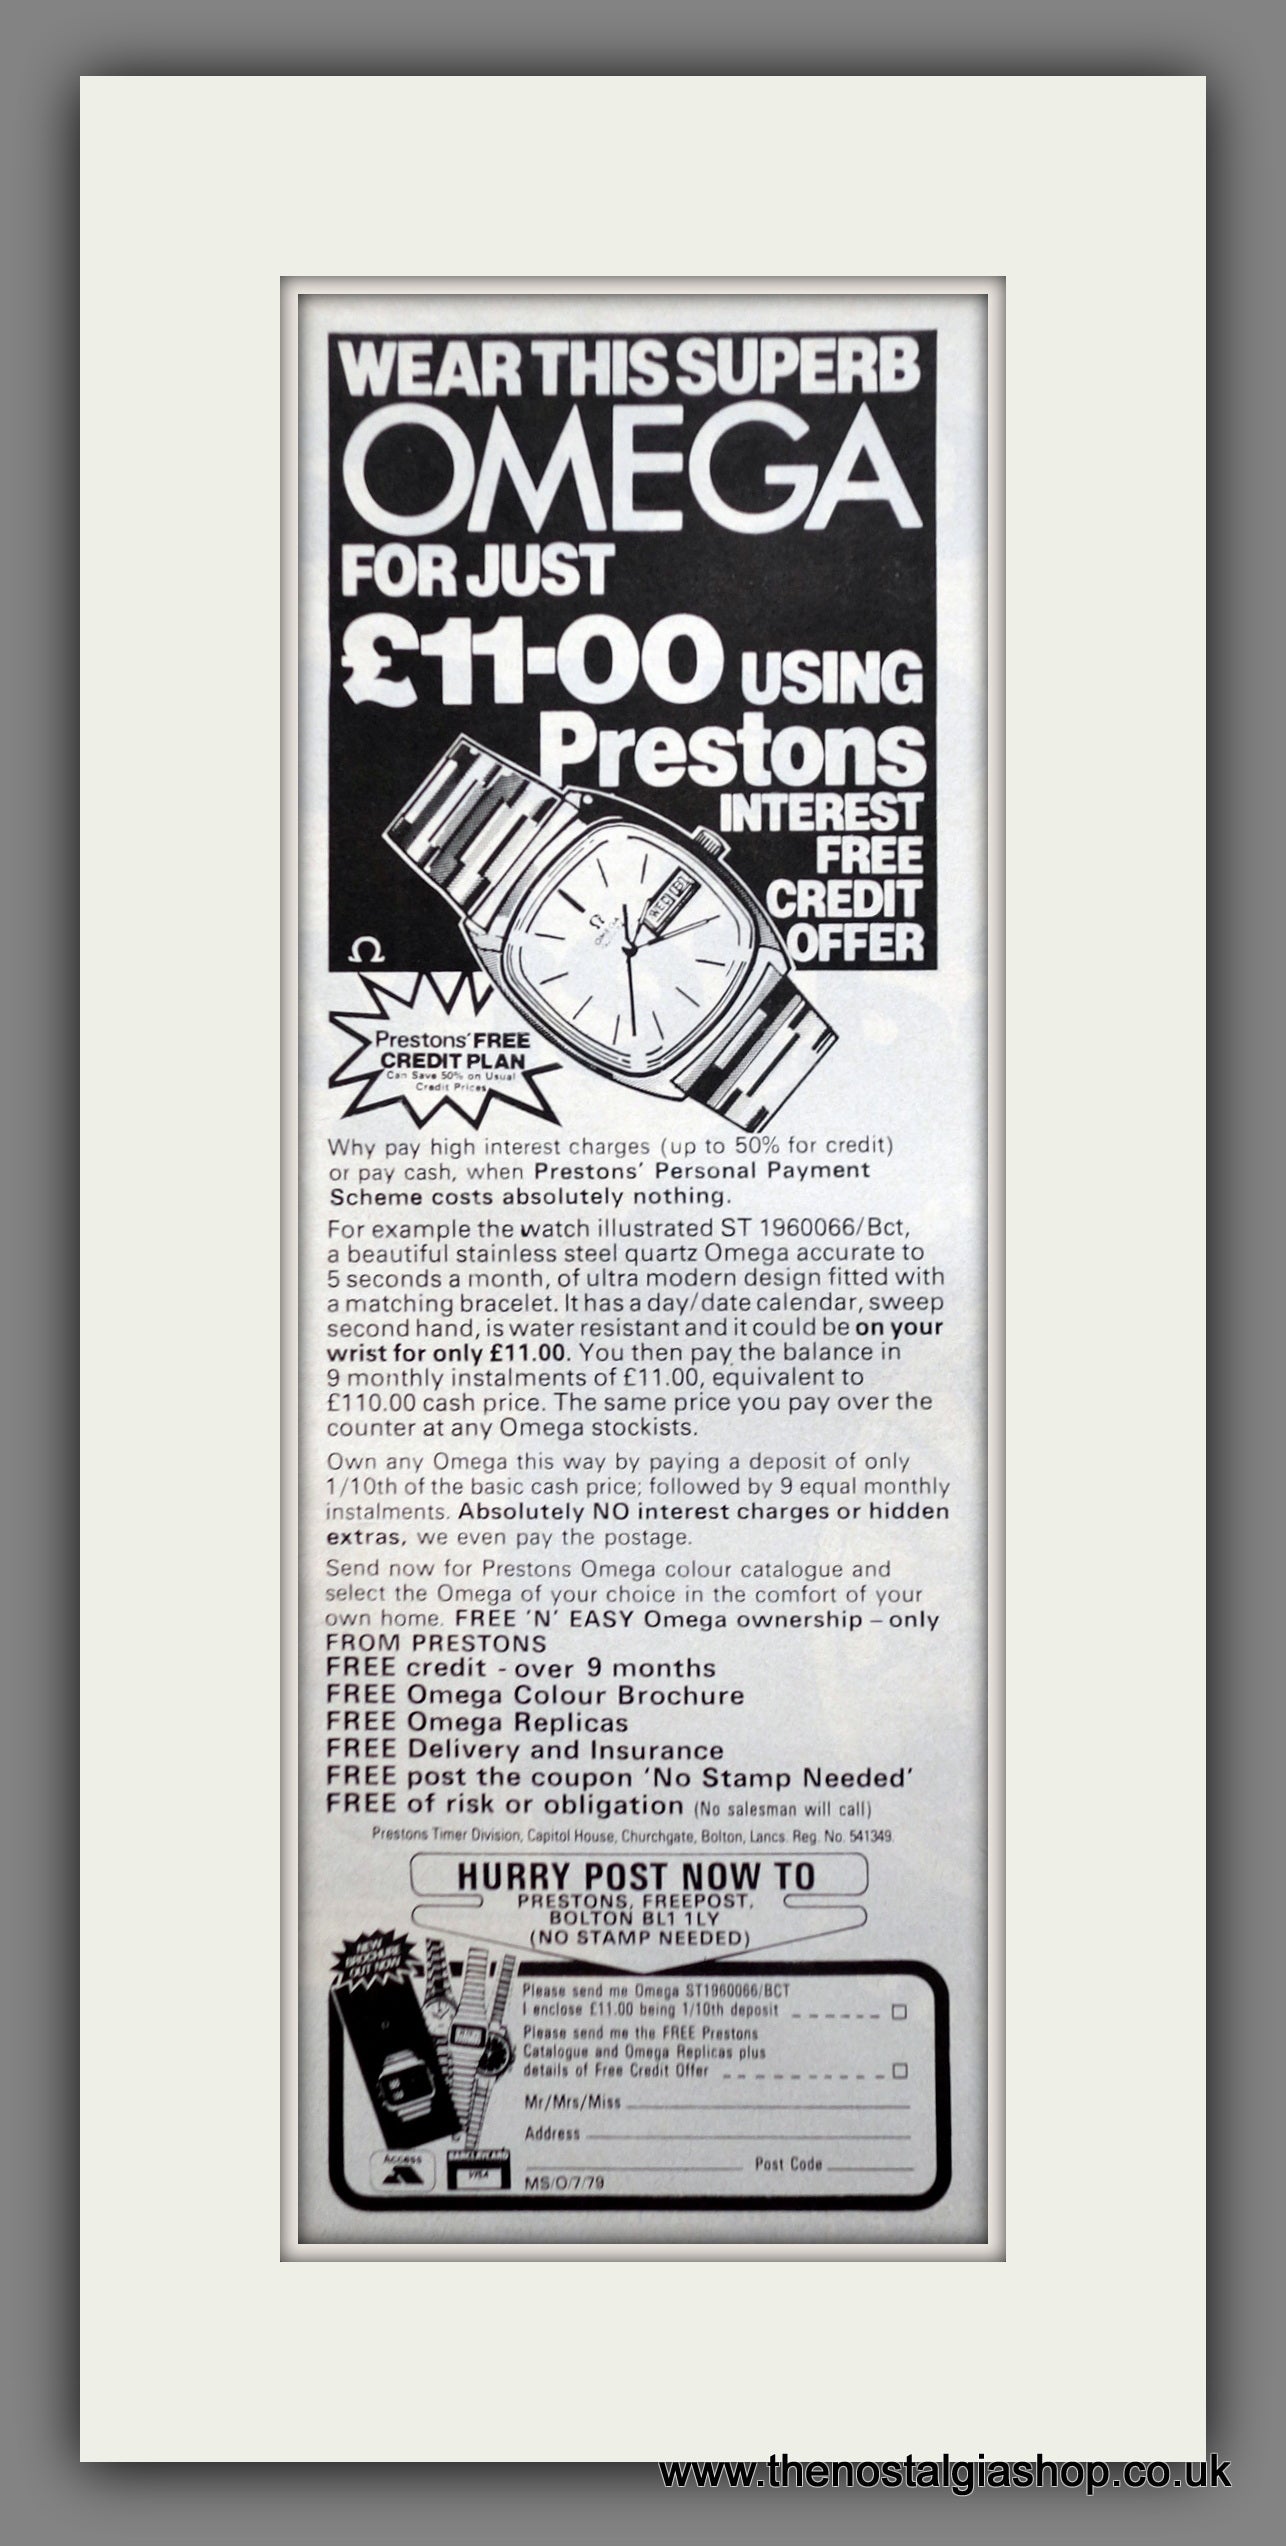 WEAR THIS SUPERB
OMEGA
FOR JUST
£11-00 USING
Prestons
INTEREST
FREE
CREDIT
OFFER
Ω
OMEGA
WED
Prestons' FREE
CREDIT PLAN
Can Save 50% on Usual
Credit Prices
Why pay high interest charges (up to 50% for credit)
or pay cash, when Prestons' Personal Payment
Scheme costs absolutely nothing.
For example the watch illustrated ST 1960066/Bct,
a beautiful stainless steel quartz Omega accurate to
5 seconds a month, of ultra modern design fitted with
a matching bracelet. It has a day/date calendar, sweep
second hand, is water resistant and it could be on your
wrist for only £11.00. You then pay the balance in
9 monthly instalments of £11.00, equivalent to
£110.00 cash price. The same price you pay over the
counter at any Omega stockists.
Own any Omega this way by paying a deposit of only
1/10th of the basic cash price; followed by 9 equal monthly
instalments. Absolutely NO interest charges or hidden
extras, we even pay the postage.
Send now for Prestons Omega colour catalogue and
select the Omega of your choice in the comfort of your
own home. FREE 'N' EASY Omega ownership – only
FROM PRESTONS
FREE credit - over 9 months
FREE Omega Colour Brochure
FREE Omega Replicas
FREE Delivery and Insurance
FREE post the coupon 'No Stamp Needed'
FREE of risk or obligation (No salesman will call)
Prestons Timer Division, Capitol House, Churchgate, Bolton, Lancs. Reg. No. 541349.
HURRY POST NOW TO
PRESTONS, FREEPOST,
BOLTON BL1 1LY
(NO STAMP NEEDED)
NEW
BROCHURE
OUT NOW
Please send me Omega ST1960066/BCT
I enclose £11.00 being 1/10th deposit
Please send me the FREE Prestons
Catalogue and Omega Replicas plus
details of Free Credit Offer
Mr/Mrs/Miss
Address
Post Code
Access
BARCLAYCARD
VISA
MS/O/7/79
www.thenostalgiashop.co.uk